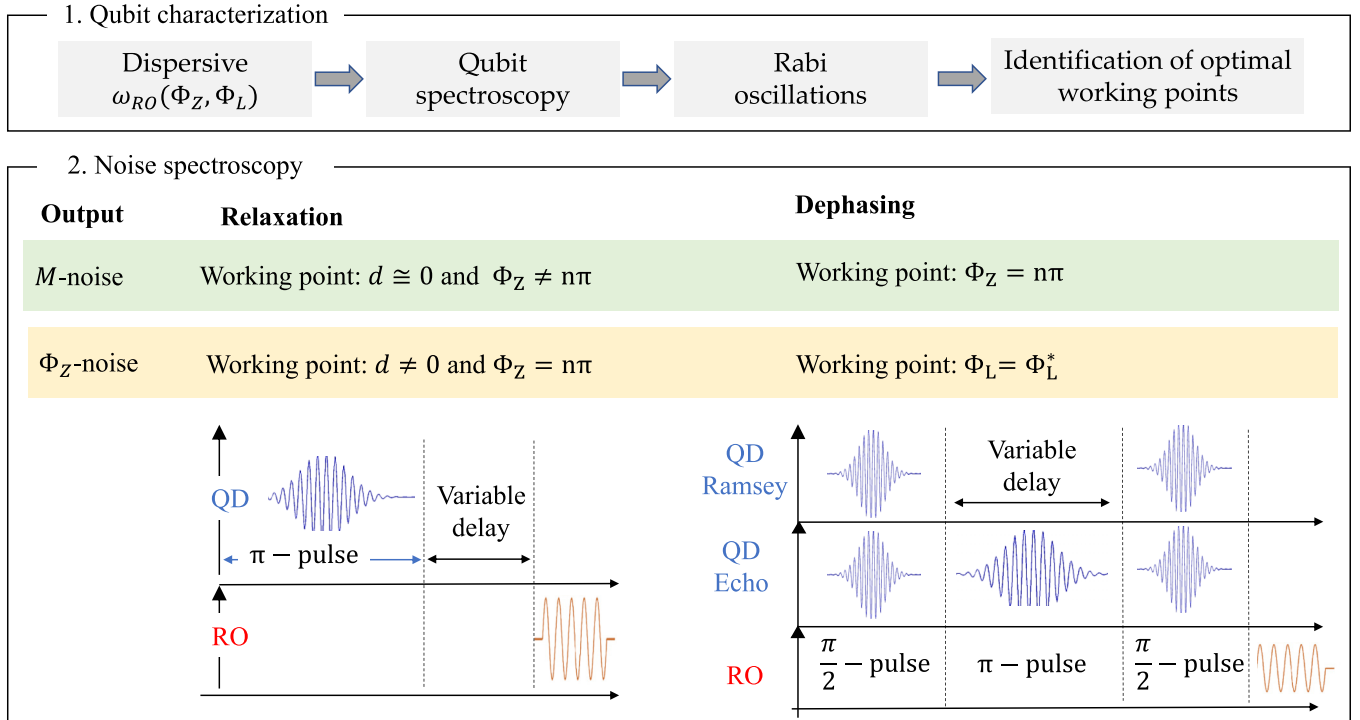 1. Qubit characterization
Dispersive
ω_RO(Φ_Z, Φ_L)
Qubit
spectroscopy
Rabi
oscillations
Identification of optimal
working points
2. Noise spectroscopy
Output
Relaxation
Dephasing
M-noise
Working point: d ≅ 0 and Φ_Z ≠ nπ
Working point: Φ_Z = nπ
Φ_Z-noise
Working point: d ≠ 0 and Φ_Z = nπ
Working point: Φ_L = Φ_L^*
QD
π − pulse
Variable
delay
RO
QD
Ramsey
Variable
delay
QD
Echo
RO
π/2 − pulse
π − pulse
π/2 − pulse